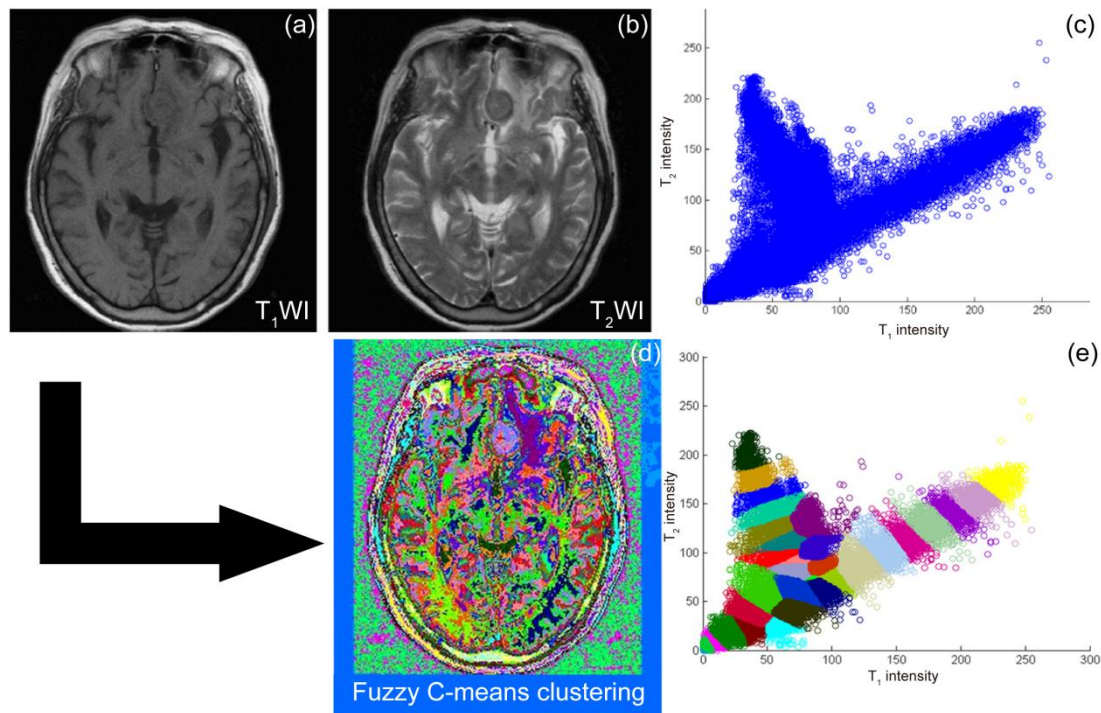 (a)
T₁WI
(b)
T₂WI
(c)
250
200
150
100
50
0
T₂ intensity
0 50 100 150 200 250
T₁ intensity
(d)
Fuzzy C-means clustering
(e)
300
250
200
150
100
50
0
T₂ intensity
0 50 100 150 200 250 300
T₁ intensity